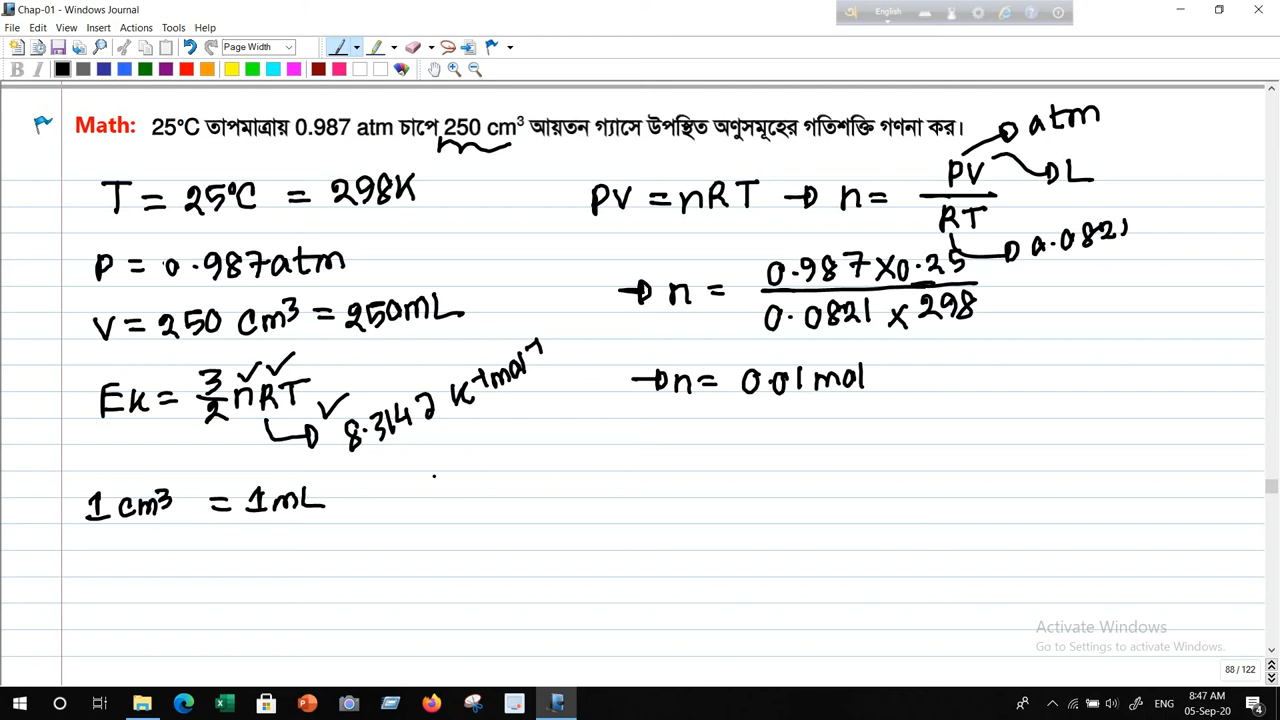 Chap-01 - Windows Journal
English
File Edit View Insert Actions Tools Help
Page Width
B I
Math: 25°C তাপমাত্রায় 0.987 atm চাপে 250 cm³ আয়তন গ্যাসে উপস্থিত অণুসমূহের গতিশক্তি গণনা কর।
T = 25°C = 298K
P = 0.987atm
V = 250 cm³ = 250mL
Ek = 3/2 nRT
8.314 J K⁻¹mol⁻¹
1 cm³ = 1mL
PV = nRT → n = PV/RT
atm
L
0.0821
→ n = 0.987 × 0.25 / 0.0821 × 298
→ n = 0.01 mol
Activate Windows
Go to Settings to activate Windows.
88 / 122
ENG
8:47 AM
05-Sep-20
4